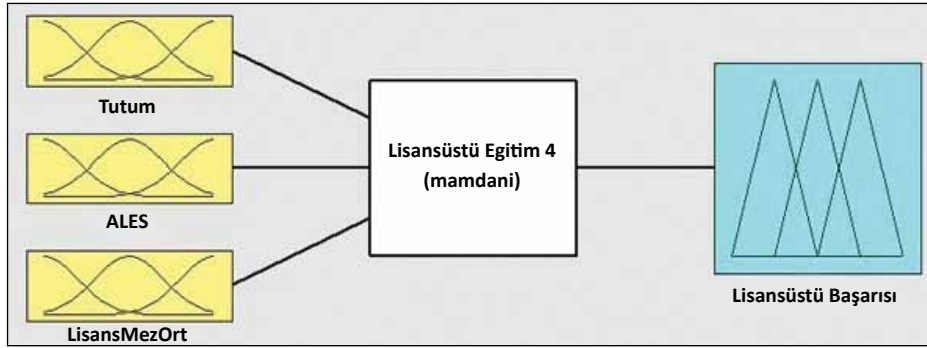 Tutum
ALES
LisansMezOrt
Lisansüstü Egitim 4
(mamdani)
Lisansüstü Başarısı